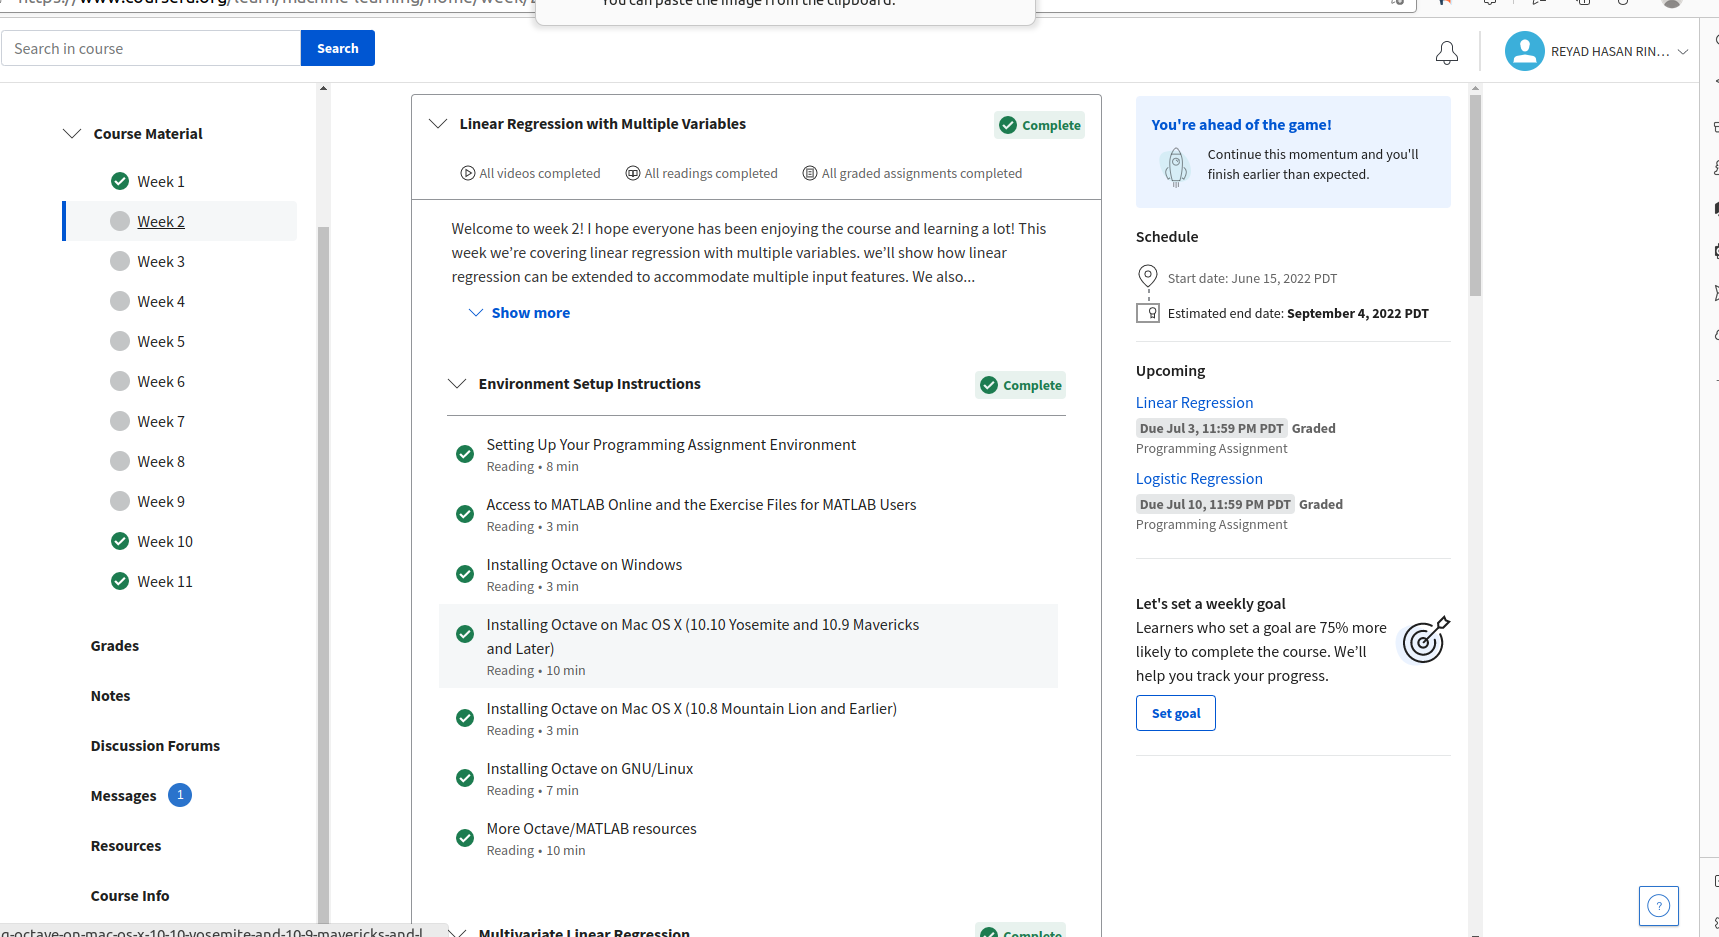 You can paste the image from the clipboard.
Search in course
Search
REYAD HASAN RIN...
Course Material
Week 1
Week 2
Week 3
Week 4
Week 5
Week 6
Week 7
Week 8
Week 9
Week 10
Week 11
Grades
Notes
Discussion Forums
Messages 1
Resources
Course Info
Linear Regression with Multiple Variables
Complete
All videos completed
All readings completed
All graded assignments completed
Welcome to week 2! I hope everyone has been enjoying the course and learning a lot! This
week we’re covering linear regression with multiple variables. we’ll show how linear
regression can be extended to accommodate multiple input features. We also...
Show more
Environment Setup Instructions
Complete
Setting Up Your Programming Assignment Environment
Reading • 8 min
Access to MATLAB Online and the Exercise Files for MATLAB Users
Reading • 3 min
Installing Octave on Windows
Reading • 3 min
Installing Octave on Mac OS X (10.10 Yosemite and 10.9 Mavericks
and Later)
Reading • 10 min
Installing Octave on Mac OS X (10.8 Mountain Lion and Earlier)
Reading • 3 min
Installing Octave on GNU/Linux
Reading • 7 min
More Octave/MATLAB resources
Reading • 10 min
Multivariate Linear Regression
Complete
You're ahead of the game!
Continue this momentum and you'll
finish earlier than expected.
Schedule
Start date: June 15, 2022 PDT
Estimated end date: September 4, 2022 PDT
Upcoming
Linear Regression
Due Jul 3, 11:59 PM PDT Graded
Programming Assignment
Logistic Regression
Due Jul 10, 11:59 PM PDT Graded
Programming Assignment
Let's set a weekly goal
Learners who set a goal are 75% more
likely to complete the course. We’ll
help you track your progress.
Set goal
?
g-octave-on-mac-os-x-10-10-yosemite-and-10-9-mavericks-and-l